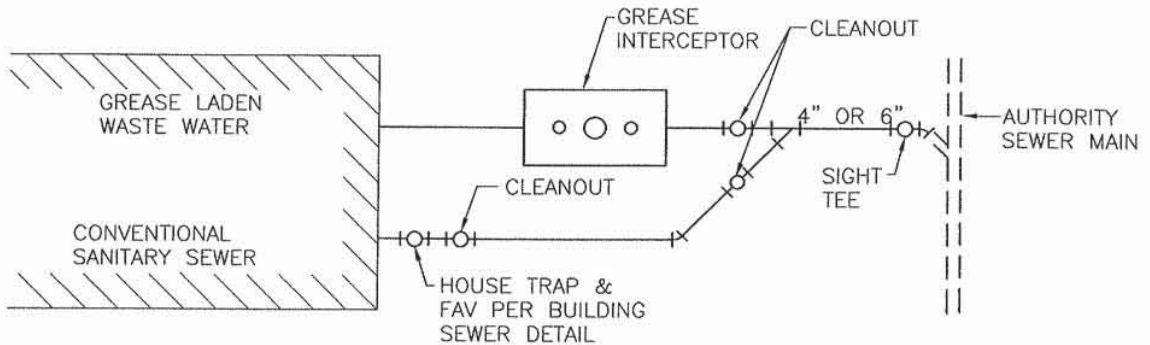 GREASE
INTERCEPTOR
CLEANOUT
GREASE LADEN
WASTE WATER
4" OR 6"
AUTHORITY
SEWER MAIN
SIGHT
TEE
CLEANOUT
CONVENTIONAL
SANITARY SEWER
HOUSE TRAP &
FAV PER BUILDING
SEWER DETAIL